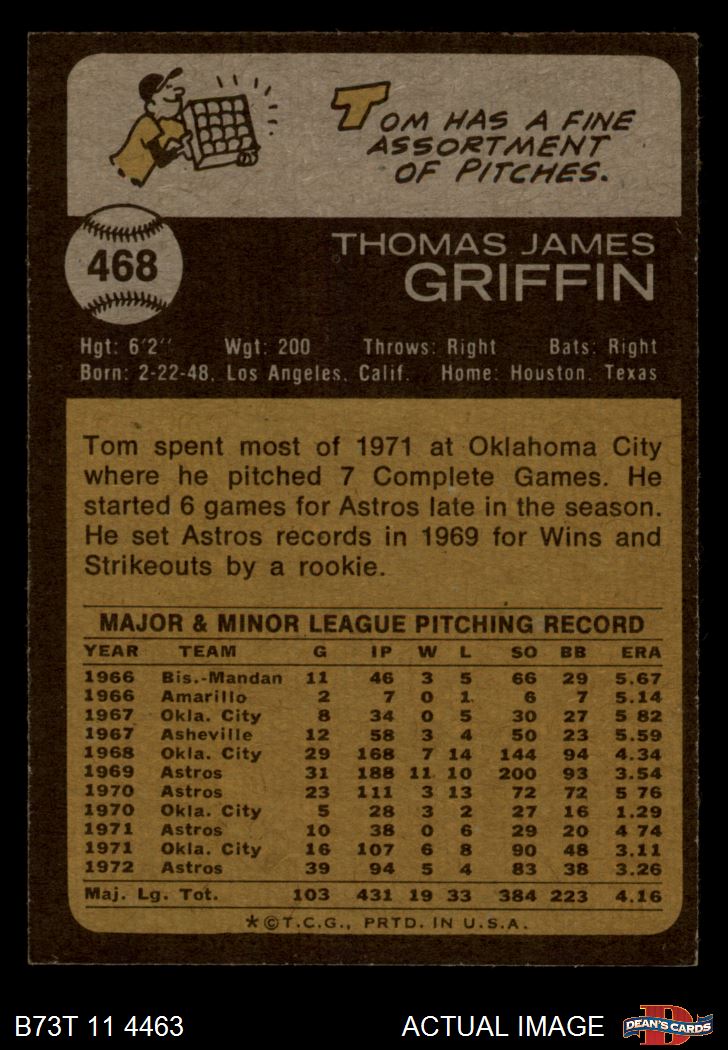 TOM HAS A FINE
ASSORTMENT
OF PITCHES.
468
THOMAS JAMES
GRIFFIN
Hgt: 6'2" Wgt: 200 Throws: Right Bats: Right
Born: 2-22-48, Los Angeles, Calif. Home: Houston, Texas
Tom spent most of 1971 at Oklahoma City
where he pitched 7 Complete Games. He
started 6 games for Astros late in the season.
He set Astros records in 1969 for Wins and
Strikeouts by a rookie.
MAJOR & MINOR LEAGUE PITCHING RECORD
YEAR TEAM G IP W L SO BB ERA
1966 Bis.-Mandan 11 46 3 5 66 29 5.67
1966 Amarillo 2 7 0 1 6 7 5.14
1967 Okla. City 8 34 0 5 30 27 5 82
1967 Asheville 12 58 3 4 50 23 5.59
1968 Okla. City 29 168 7 14 144 94 4.34
1969 Astros 31 188 11 10 200 93 3.54
1970 Astros 23 111 3 13 72 72 5 76
1970 Okla. City 5 28 3 2 27 16 1.29
1971 Astros 10 38 0 6 29 20 4 74
1971 Okla. City 16 107 6 8 90 48 3.11
1972 Astros 39 94 5 4 83 38 3.26
Maj. Lg. Tot. 103 431 19 33 384 223 4.16
*©T.C.G., PRTD. IN U.S.A.
B73T 11 4463 ACTUAL IMAGE D DEAN'S CARDS